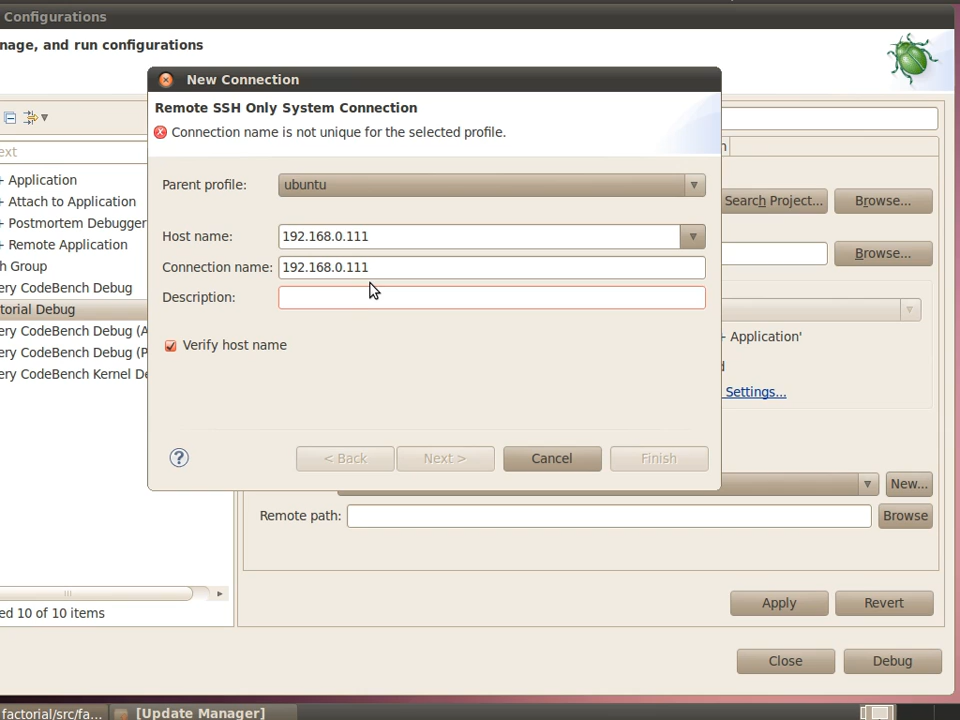 Configurations
nage, and run configurations
New Connection
Remote SSH Only System Connection
Connection name is not unique for the selected profile.
Parent profile: ubuntu
Host name: 192.168.0.111
Connection name: 192.168.0.111
Description:
Verify host name
< Back Next > Cancel Finish
ext
+ Application
+ Attach to Application
+ Postmortem Debugger
+ Remote Application
h Group
ery CodeBench Debug
torial Debug
ery CodeBench Debug (A
ery CodeBench Debug (P
ery CodeBench Kernel De
ed 10 of 10 items
n
Search Project... Browse...
Browse...
+ Application'
d
Settings...
New...
Remote path: Browse
Apply Revert
Close Debug
factorial/src/fa... [Update Manager]